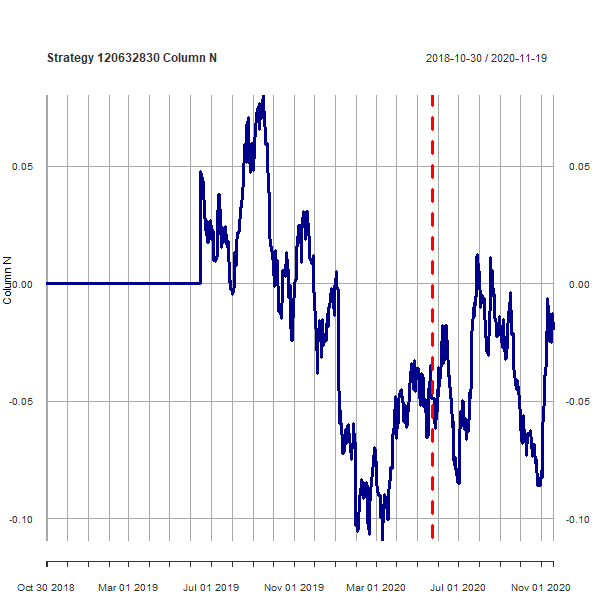 Strategy 120632830 Column N
2018-10-30 / 2020-11-19
0.05
0.05
Column N
0.00
0.00
-0.05
-0.05
-0.10
-0.10
Oct 30 2018
Mar 01 2019
Jul 01 2019
Nov 01 2019
Mar 01 2020
Jul 01 2020
Nov 01 2020